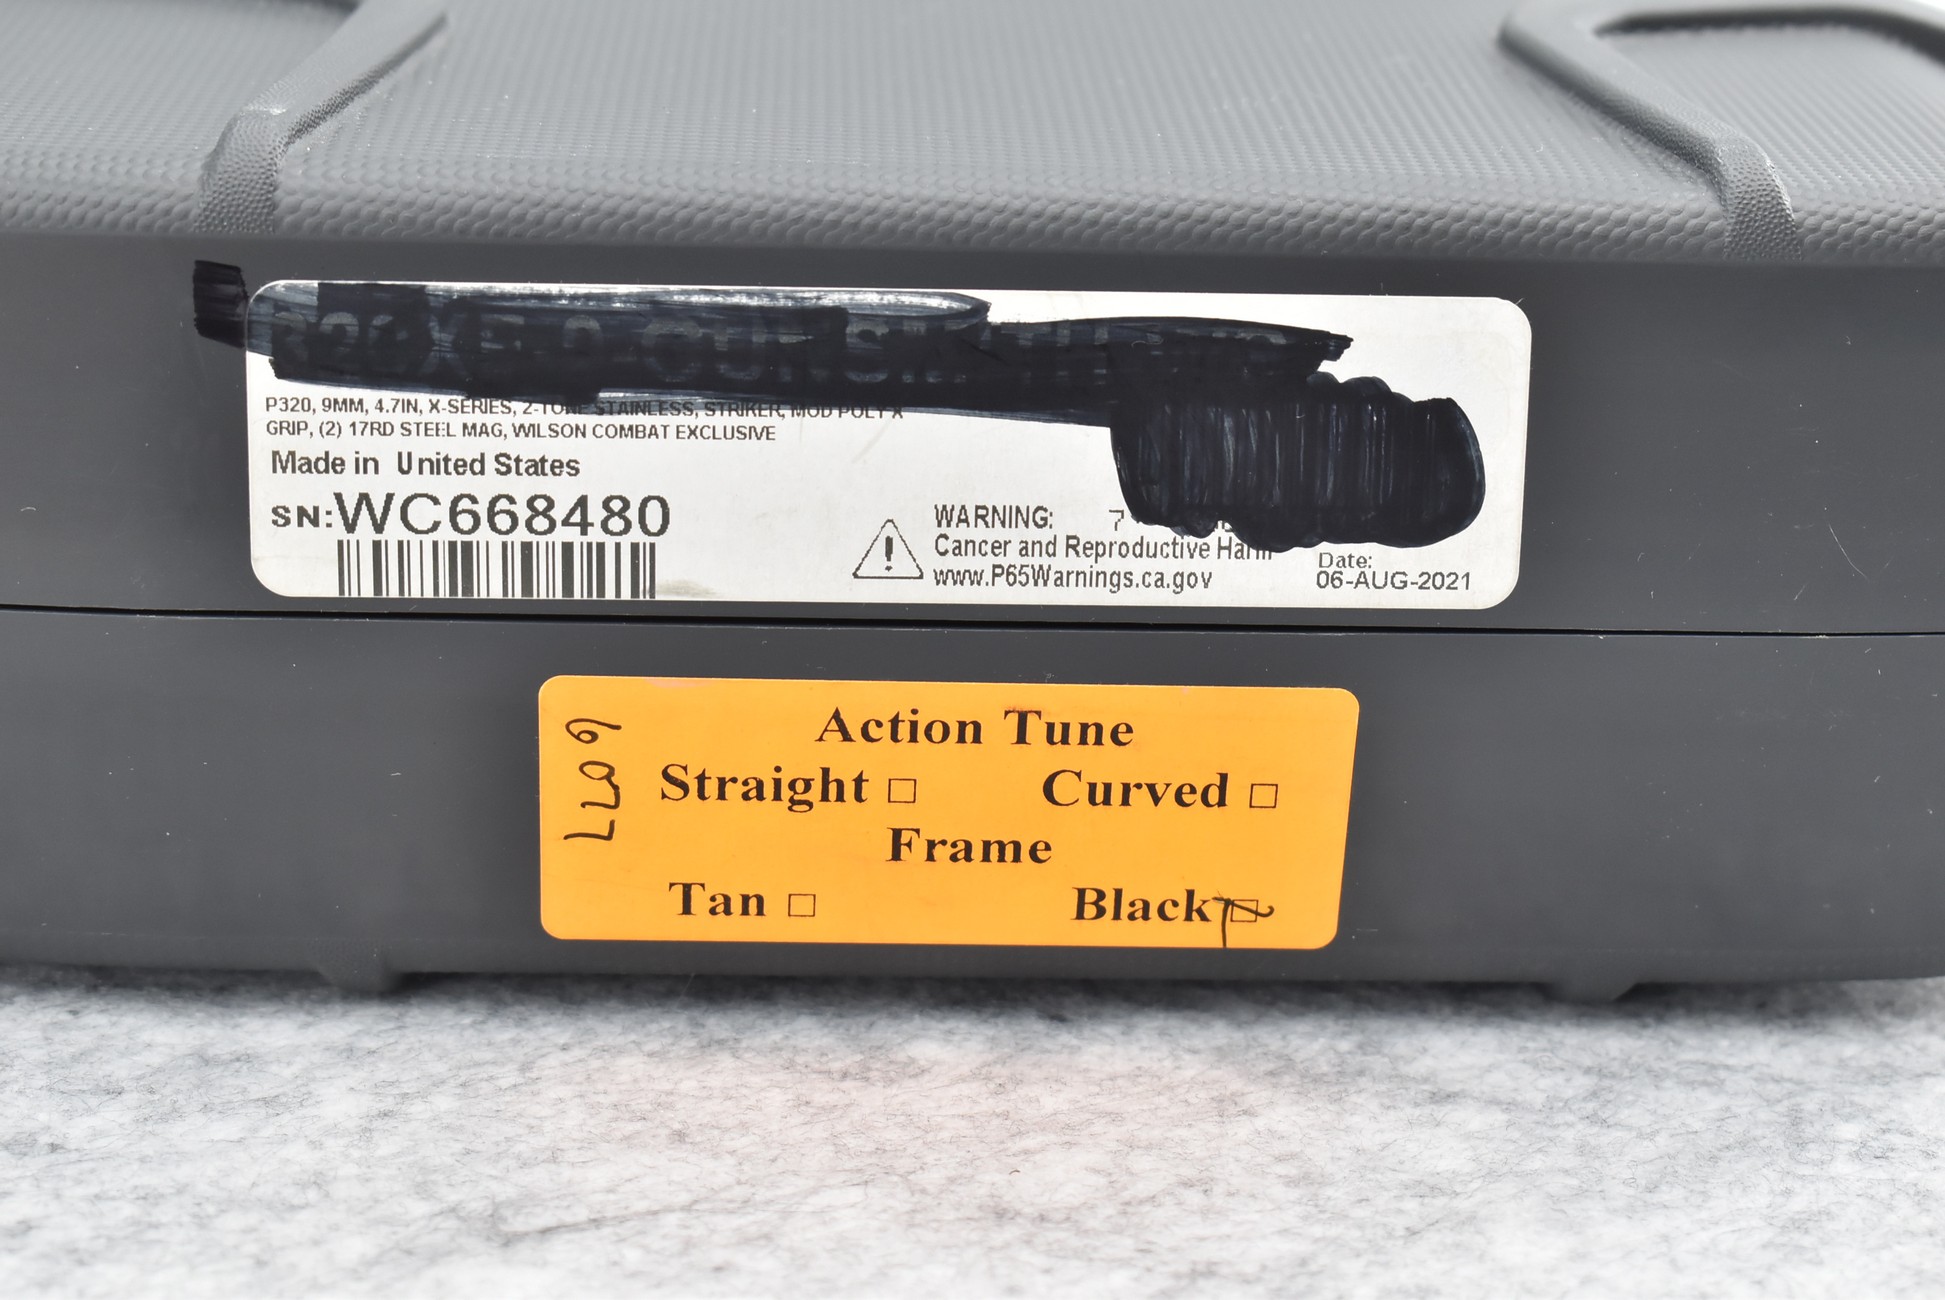 P320, 9MM, 4.7IN, X-SERIES, 2-TONE STAINLESS, STRIKER, MOD POLY X
GRIP, (2) 17RD STEEL MAG, WILSON COMBAT EXCLUSIVE
Made in United States
SN:WC668480
WARNING:
Cancer and Reproductive Harm
www.P65Warnings.ca.gov
Date:
06-AUG-2021
Action Tune
Straight □ Curved □
Frame
Tan □ Black □